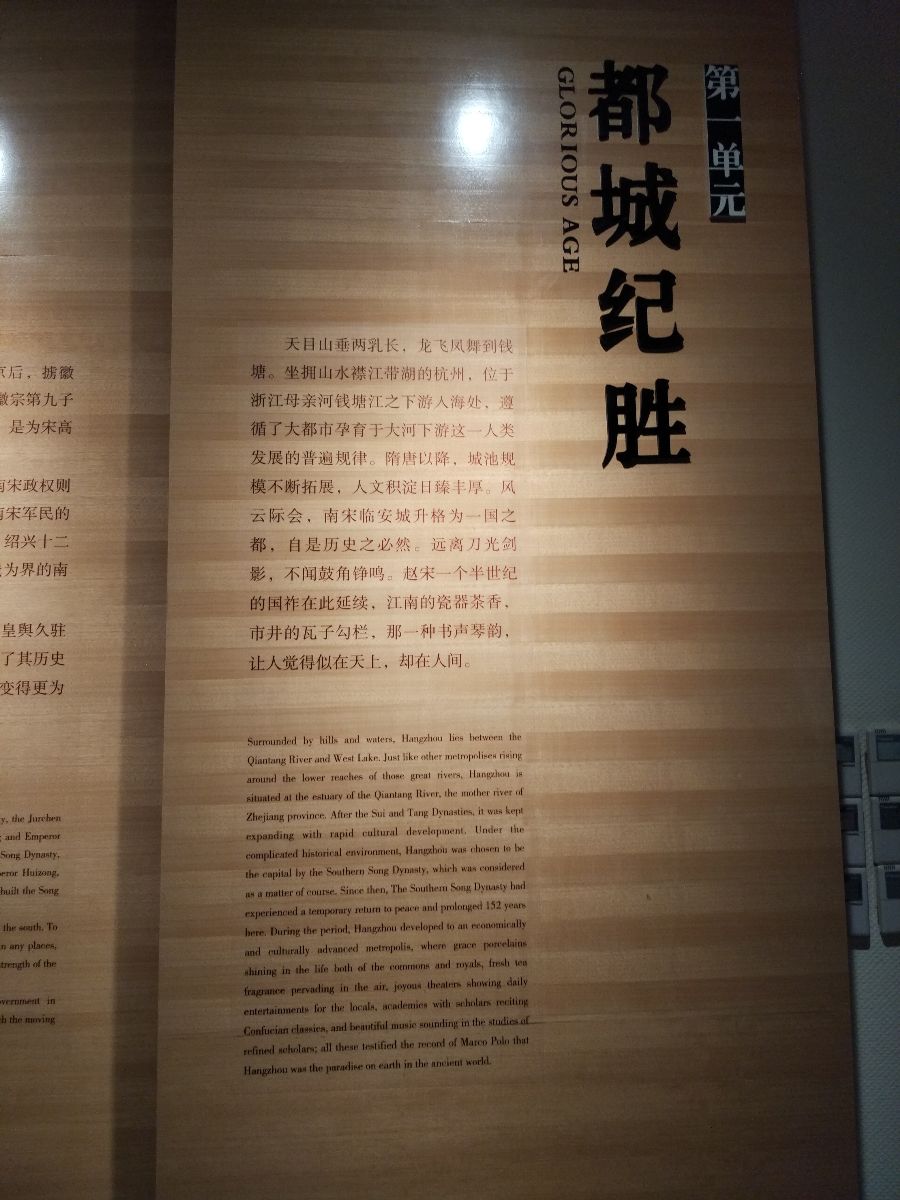 第一单元
都城纪胜
GLORIOUS AGE
天目山垂两乳长，龙飞凤舞到钱
塘。坐拥山水襟江带湖的杭州，位于
浙江母亲河钱塘江之下游入海处，遵
循了大都市孕育于大河下游这一人类
发展的普遍规律。隋唐以降，城池规
模不断拓展，人文积淀日臻丰厚。风
云际会，南宋临安城升格为一国之
都，自是历史之必然。远离刀光剑
影，不闻鼓角铮鸣。赵宋一个半世纪
的国祚在此延续，江南的瓷器茶香，
市井的瓦子勾栏，那一种书声琴韵，
让人觉得似在天上，却在人间。
Surrounded by hills and waters, Hangzhou lies between the
Qiantang River and West Lake. Just like other metropolises rising
around the lower reaches of those great rivers, Hangzhou is
situated at the estuary of the Qiantang River, the mother river of
Zhejiang province. After the Sui and Tang Dynasties, it was kept
expanding with rapid cultural development. Under the
complicated historical environment, Hangzhou was chosen to be
the capital by the Southern Song Dynasty, which was considered
as a matter of course. Since then, The Southern Song Dynasty had
experienced a temporary return to peace and prolonged 152 years
here. During the period, Hangzhou developed to an economically
and culturally advanced metropolis, where grace porcelains
shining in the life both of the commons and royals, fresh tea
fragrance pervading in the air, joyous theaters showing daily
entertainments for the locals, academics with scholars reciting
Confucian classics, and beautiful music sounding in the studies of
refined scholars; all these testified the record of Marco Polo that
Hangzhou was the paradise on earth in the ancient world.
京后，掳徽
徽宗第九子
，是为宋高
南宋政权则
南宋军民的
绍兴十二
为界的南
皇舆久驻
了其历史
变得更为
y, the Jurchen
and Emperor
Song Dynasty,
peror Huizong,
built the Song
the south. To
n any places,
strength of the
overnment in
the moving